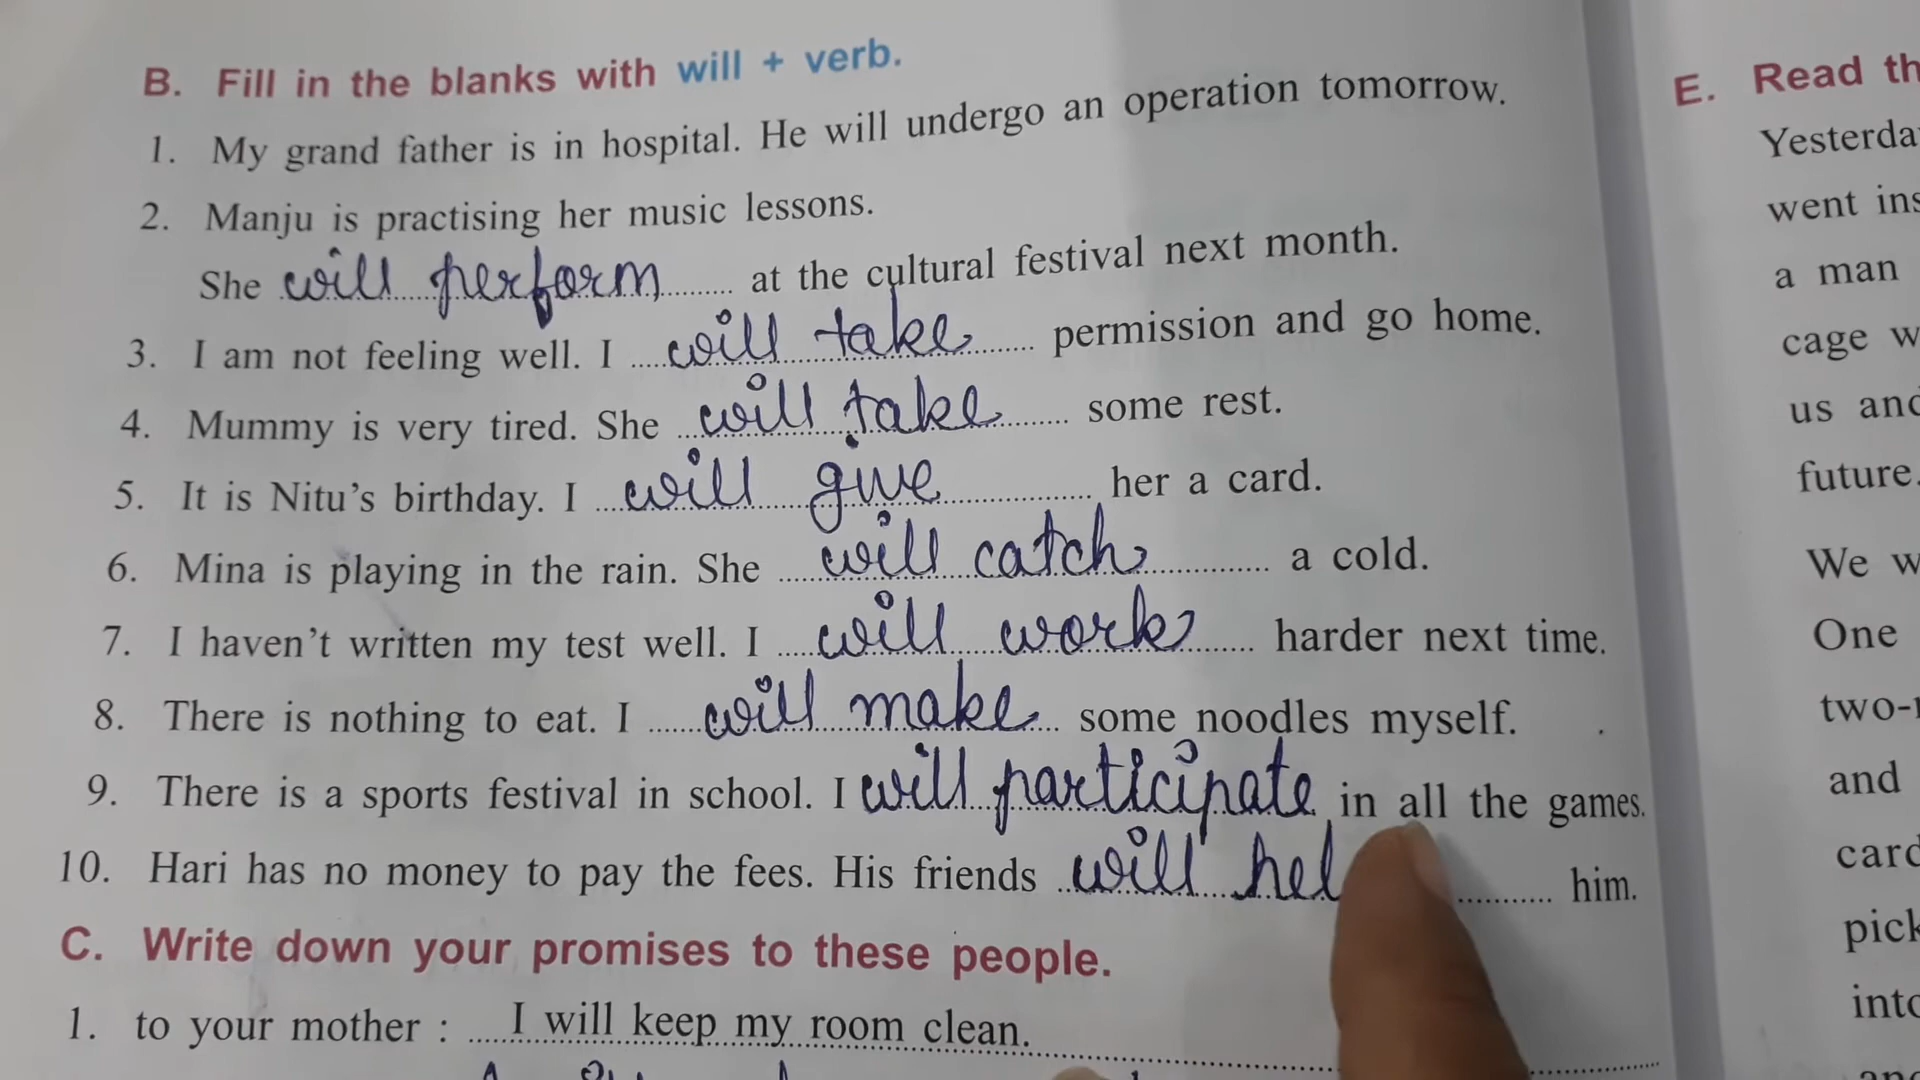 B. Fill in the blanks with will + verb.
1. My grand father is in hospital. He will undergo an operation tomorrow.
2. Manju is practising her music lessons.
She will perform at the cultural festival next month.
3. I am not feeling well. I will take permission and go home.
4. Mummy is very tired. She will take some rest.
5. It is Nitu's birthday. I will give her a card.
6. Mina is playing in the rain. She will catch a cold.
7. I haven't written my test well. I will work harder next time.
8. There is nothing to eat. I will make some noodles myself.
9. There is a sports festival in school. I will participate in all the games.
10. Hari has no money to pay the fees. His friends will hel him.
C. Write down your promises to these people.
1. to your mother : I will keep my room clean.
E. Read th
Yesterda
went ins
a man
cage w
us and
future.
We w
One
two-
and
card
pick
into